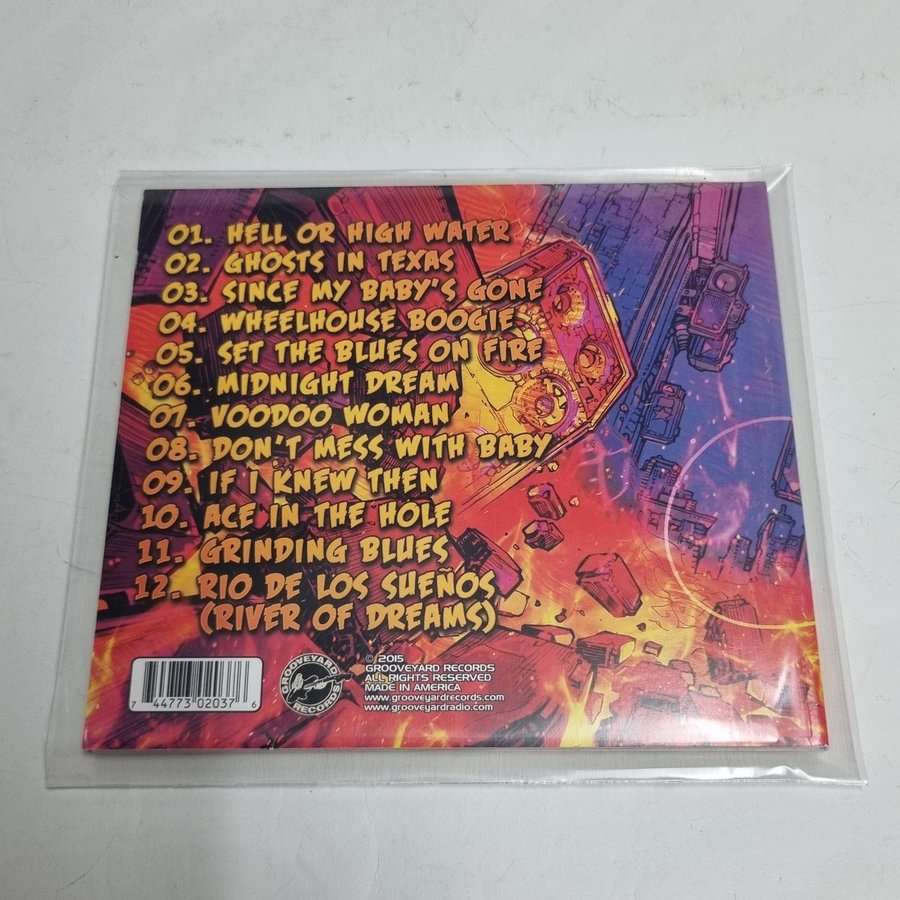 01. HELL OR HIGH WATER
02. GHOSTS IN TEXAS
03. SINCE MY BABY'S GONE
04. WHEELHOUSE BOOGIE
05. SET THE BLUES ON FIRE
06. MIDNIGHT DREAM
07. VOODOO WOMAN
08. DON'T MESS WITH BABY
09. IF I KNEW THEN
10. ACE IN THE HOLE
11. GRINDING BLUES
12. RIO DE LOS SUEÑOS
(RIVER OF DREAMS)
7 44773 02037 6
GROOVEYARD
RECORDS
© 2015
GROOVEYARD RECORDS
ALL RIGHTS RESERVED
MADE IN AMERICA
www.grooveyardrecords.com
www.grooveyardradio.com